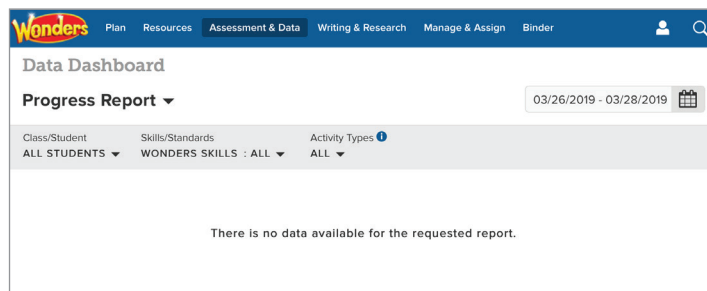 Wonders Plan Resources Assessment & Data Writing & Research Manage & Assign Binder
Data Dashboard
Progress Report 03/26/2019 - 03/28/2019
Class/Student Skills/Standards Activity Types i
ALL STUDENTS WONDERS SKILLS : ALL ALL
There is no data available for the requested report.